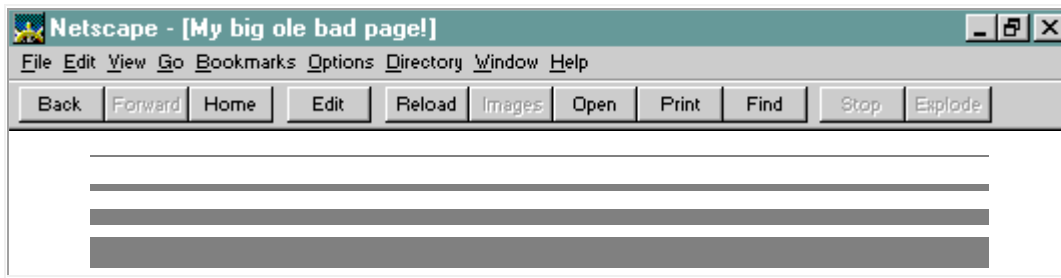 Netscape - [My big ole bad page!]
File Edit View Go Bookmarks Options Directory Window Help
Back Forward Home Edit Reload Images Open Print Find Stop Explode